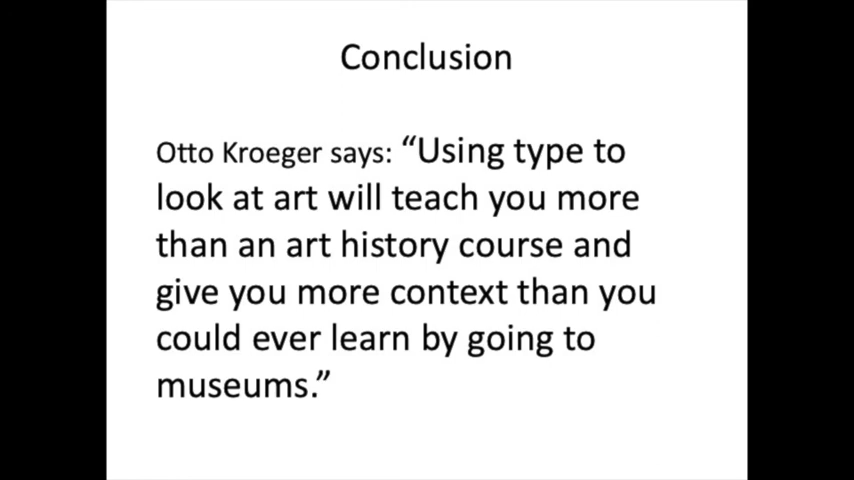 Conclusion
Otto Kroeger says: “Using type to
look at art will teach you more
than an art history course and
give you more context than you
could ever learn by going to
museums.”